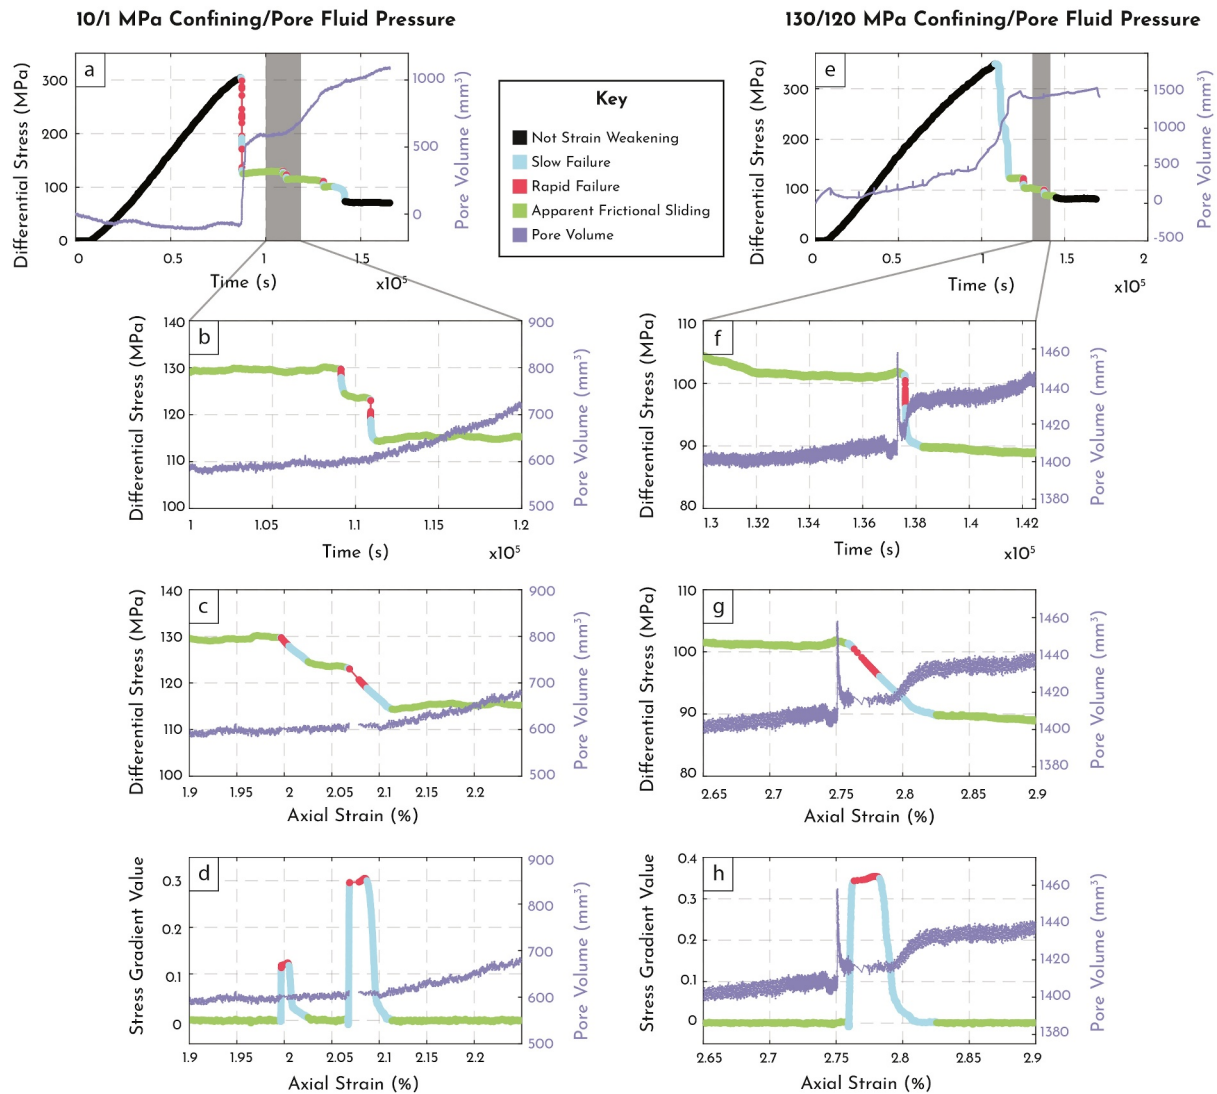 10/1 MPa Confining/Pore Fluid Pressure
130/120 MPa Confining/Pore Fluid Pressure
a
Differential Stress (MPa)
300
200
100
0
1000
500
0
Pore Volume (mm³)
0
0.5
1
1.5
Time (s)
x10⁵
Key
Not Strain Weakening
Slow Failure
Rapid Failure
Apparent Frictional Sliding
Pore Volume
e
Differential Stress (MPa)
300
200
100
0
1500
1000
500
0
-500
Pore Volume (mm³)
0
0.5
1
1.5
2
Time (s)
x10⁵
b
Differential Stress (MPa)
140
130
120
110
100
900
800
700
600
500
Pore Volume (mm³)
1
1.05
1.1
1.15
1.2
Time (s)
x10⁵
f
Differential Stress (MPa)
110
100
90
80
1460
1440
1420
1400
1380
Pore Volume (mm³)
1.3
1.32
1.34
1.36
1.38
1.4
1.42
Time (s)
x10⁵
c
Differential Stress (MPa)
140
130
120
110
100
900
800
700
600
500
Pore Volume (mm³)
1.9
1.95
2
2.05
2.1
2.15
2.2
Axial Strain (%)
g
Differential Stress (MPa)
110
100
90
80
1460
1440
1420
1400
1380
Pore Volume (mm³)
2.65
2.7
2.75
2.8
2.85
2.9
Axial Strain (%)
d
Stress Gradient Value
0.3
0.2
0.1
0
900
800
700
600
500
Pore Volume (mm³)
1.9
1.95
2
2.05
2.1
2.15
2.2
Axial Strain (%)
h
Stress Gradient Value
0.4
0.3
0.2
0.1
0
1460
1440
1420
1400
1380
Pore Volume (mm³)
2.65
2.7
2.75
2.8
2.85
2.9
Axial Strain (%)